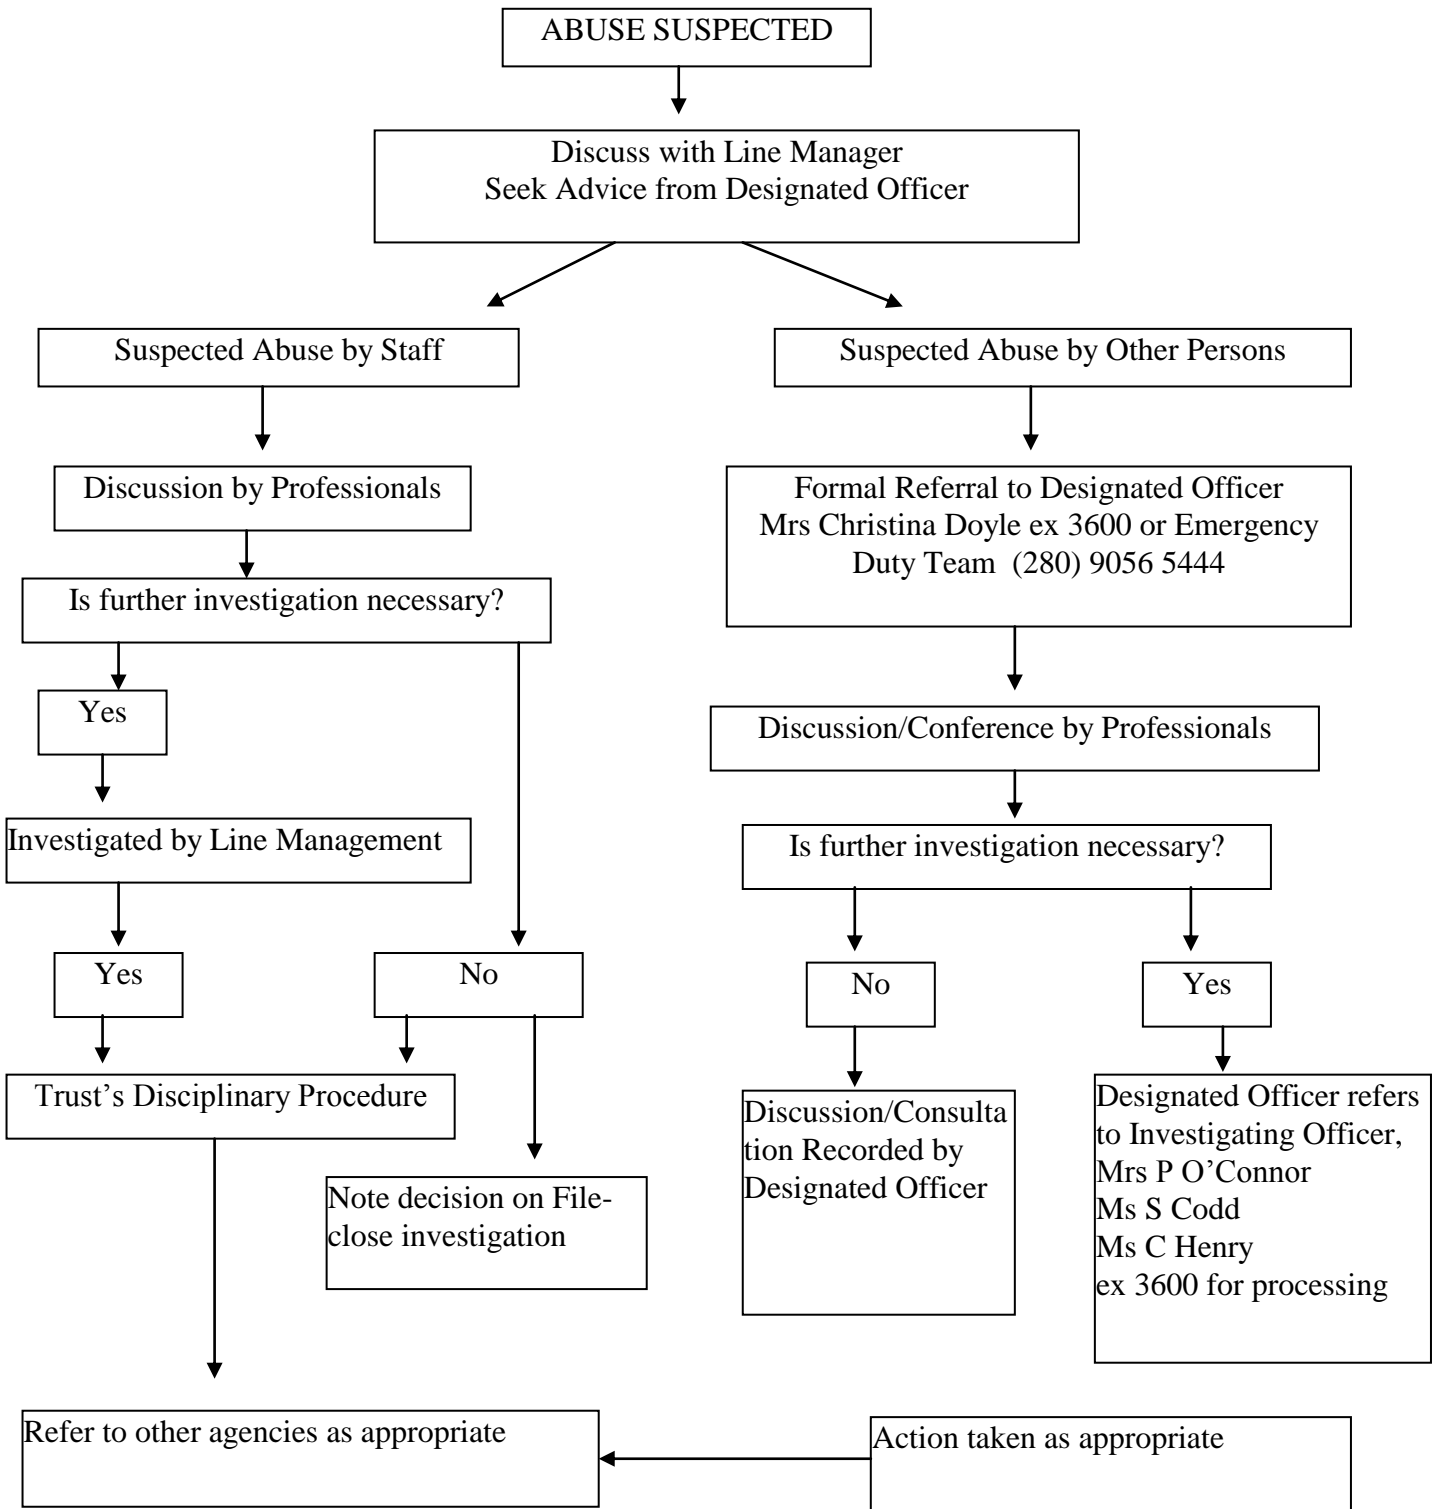 ABUSE SUSPECTED
Discuss with Line Manager
Seek Advice from Designated Officer
Suspected Abuse by Staff
Suspected Abuse by Other Persons
Discussion by Professionals
Formal Referral to Designated Officer
Mrs Christina Doyle ex 3600 or Emergency
Duty Team (280) 9056 5444
Is further investigation necessary?
Yes
Discussion/Conference by Professionals
Investigated by Line Management
Is further investigation necessary?
Yes
No
No
Yes
Trust’s Disciplinary Procedure
Note decision on File-
close investigation
Discussion/Consulta
tion Recorded by
Designated Officer
Designated Officer refers
to Investigating Officer,
Mrs P O’Connor
Ms S Codd
Ms C Henry
ex 3600 for processing
Refer to other agencies as appropriate
Action taken as appropriate